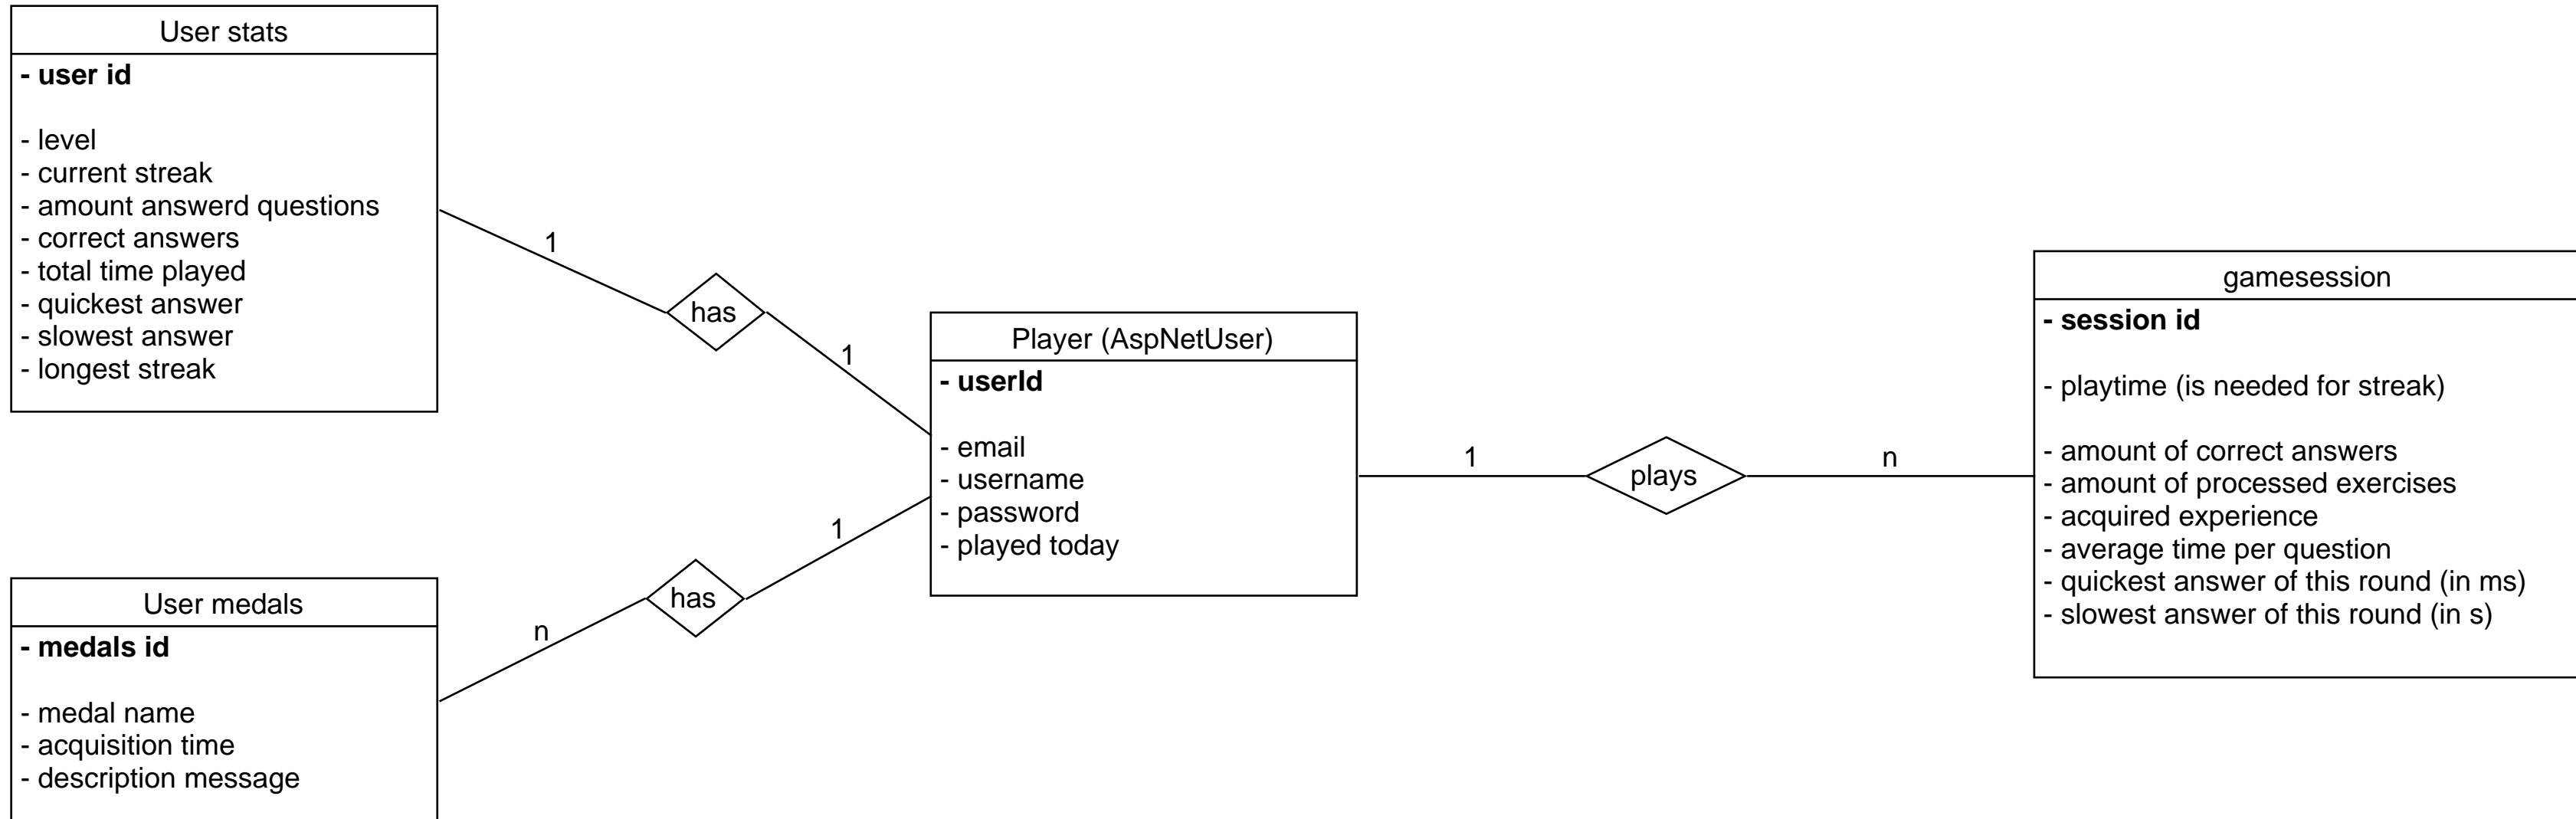 User stats
- user id
- level
- current streak
- amount answerd questions
- correct answers
- total time played
- quickest answer
- slowest answer
- longest streak
1
has
1
User medals
- medals id
- medal name
- acquisition time
- description message
n
has
1
Player (AspNetUser)
- userId
- email
- username
- password
- played today
1
plays
n
gamesession
- session id
- playtime (is needed for streak)
- amount of correct answers
- amount of processed exercises
- acquired experience
- average time per question
- quickest answer of this round (in ms)
- slowest answer of this round (in s)